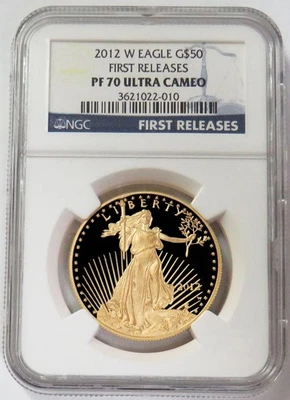 2012 W EAGLE G$50
FIRST RELEASES
PF 70 ULTRA CAMEO
3621022-010
NGC
FIRST RELEASES
LIBERTY
2012